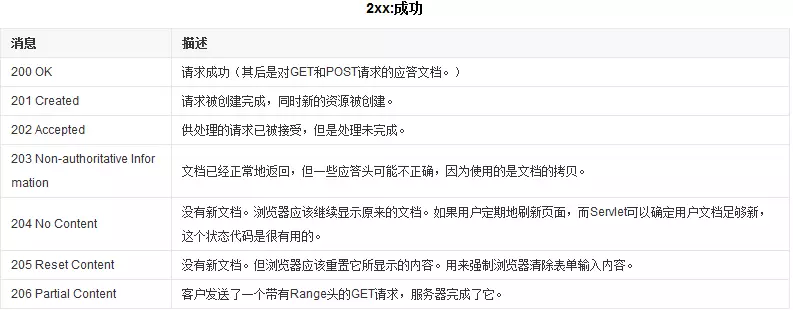 2xx:成功
消息 描述
200 OK 请求成功（其后是对GET和POST请求的应答文档。）
201 Created 请求被创建完成，同时新的资源被创建。
202 Accepted 供处理的请求已被接受，但是处理未完成。
203 Non-authoritative Infor
mation 文档已经正常地返回，但一些应答头可能不正确，因为使用的是文档的拷贝。
204 No Content 没有新文档。浏览器应该继续显示原来的文档。如果用户定期地刷新页面，而Servlet可以确定用户文档足够新，
这个状态代码是很有用的。
205 Reset Content 没有新文档。但浏览器应该重置它所显示的内容。用来强制浏览器清除表单输入内容。
206 Partial Content 客户发送了一个带有Range头的GET请求，服务器完成了它。